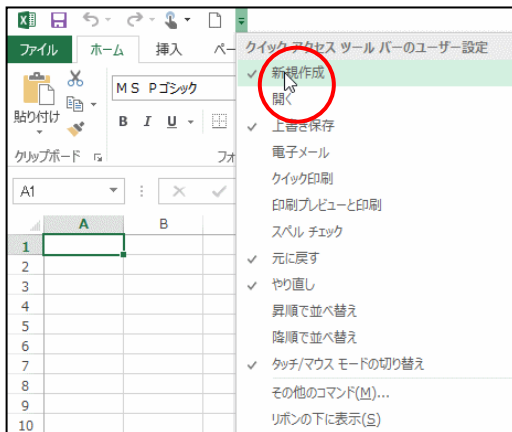 ファイル ホーム 挿入 ペー
貼り付け
ＭＳ Ｐゴシック
B I U
クリップボード フォ
A1
A B
1
2
3
4
5
6
7
8
9
10
クイック アクセス ツール バーのユーザー設定
新規作成
開く
上書き保存
電子メール
クイック印刷
印刷プレビューと印刷
スペル チェック
元に戻す
やり直し
昇順で並べ替え
降順で並べ替え
タッチ/マウス モードの切り替え
その他のコマンド(M)...
リボンの下に表示(S)